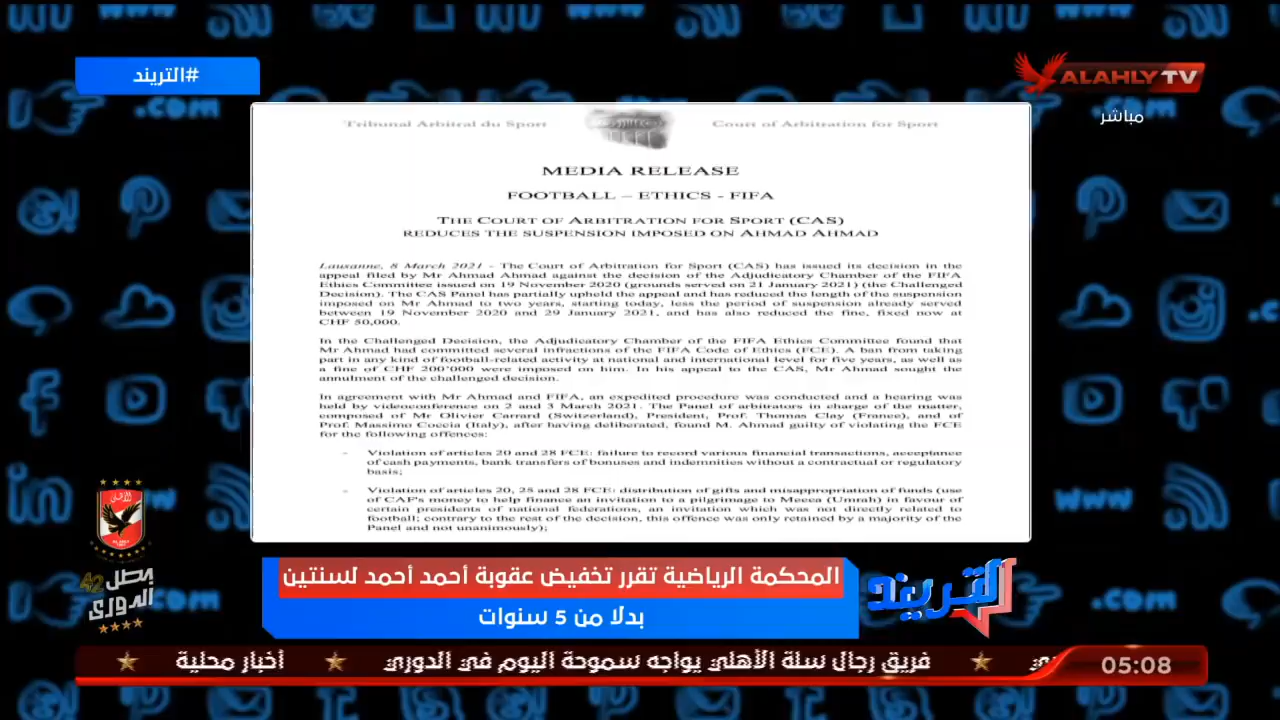 #التريند
ALAHLY TV
مباشر
Tribunal Arbitral du Sport
Court of Arbitration for Sport
MEDIA RELEASE
FOOTBALL – ETHICS - FIFA
THE COURT OF ARBITRATION FOR SPORT (CAS)
REDUCES THE SUSPENSION IMPOSED ON AHMAD AHMAD
Lausanne, 8 March 2021 - The Court of Arbitration for Sport (CAS) has issued its decision in the
appeal filed by Mr Ahmad Ahmad against the decision of the Adjudicatory Chamber of the FIFA
Ethics Committee issued on 19 November 2020 (grounds served on 21 January 2021) (the Challenged
Decision). The CAS Panel has partially upheld the appeal and has reduced the length of the suspension
imposed on Mr Ahmad to two years, starting today, less the period of suspension already served
between 19 November 2020 and 29 January 2021, and has also reduced the fine, fixed now at
CHF 50,000.
In the Challenged Decision, the Adjudicatory Chamber of the FIFA Ethics Committee found that
Mr Ahmad had committed several infractions of the FIFA Code of Ethics (FCE). A ban from taking
part in any kind of football-related activity at national and international level for five years, as well as
a fine of CHF 200'000 were imposed on him. In his appeal to the CAS, Mr Ahmad sought the
annulment of the challenged decision.
In agreement with Mr Ahmad and FIFA, an expedited procedure was conducted and a hearing was
held by videoconference on 2 and 3 March 2021. The Panel of arbitrators in charge of the matter,
composed of Mr Olivier Carrard (Switzerland), President, Prof. Thomas Clay (France), and of
Prof. Massimo Coccia (Italy), after having deliberated, found M. Ahmad guilty of violating the FCE
for the following offences:
- Violation of articles 20 and 28 FCE: failure to record various financial transactions, acceptance
of cash payments, bank transfers of bonuses and indemnities without a contractual or regulatory
basis;
- Violation of articles 20, 25 and 28 FCE: distribution of gifts and misappropriation of funds (use
of CAF's money to help finance an invitation to a pilgrimage to Mecca (Umrah) in favour of
certain presidents of national federations, an invitation which was not directly related to
football; contrary to the rest of the decision, this offence was only retained by a majority of the
Panel and not unanimously);
بطل الدوري
42
المحكمة الرياضية تقرر تخفيض عقوبة أحمد أحمد لسنتين
بدلا من 5 سنوات
التريند
فريق رجال سلة الأهلي يواجه سموحة اليوم في الدوري
أخبار محلية
05:08